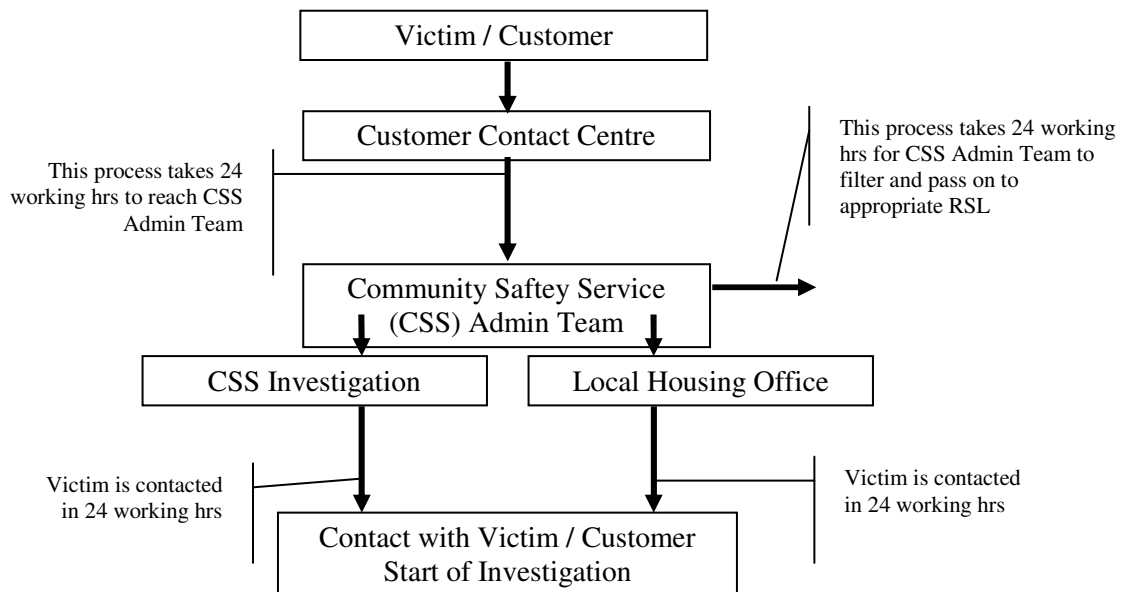 Victim / Customer
Customer Contact Centre
This process takes 24
working hrs to reach CSS
Admin Team
This process takes 24 working
hrs for CSS Admin Team to
filter and pass on to
appropriate RSL
Community Saftey Service
(CSS) Admin Team
CSS Investigation
Local Housing Office
Victim is contacted
in 24 working hrs
Victim is contacted
in 24 working hrs
Contact with Victim / Customer
Start of Investigation